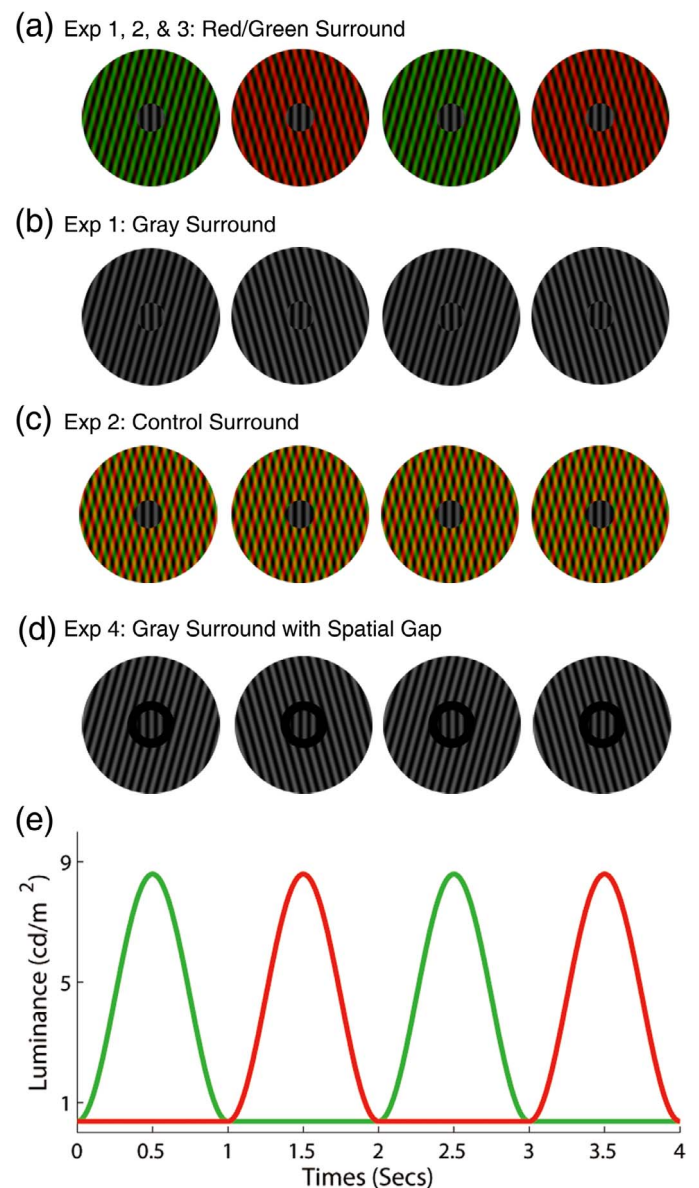 (a) Exp 1, 2, & 3: Red/Green Surround
(b) Exp 1: Gray Surround
(c) Exp 2: Control Surround
(d) Exp 4: Gray Surround with Spatial Gap
(e)
Luminance (cd/m²)
9
5
1
0 0.5 1 1.5 2 2.5 3 3.5 4
Times (Secs)